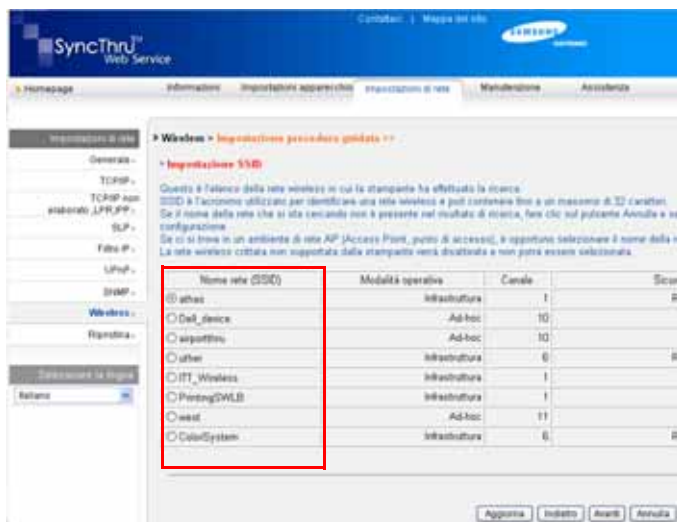 Contattaci | Mappa del sito
SyncThru™
Web Service
SAMSUNG
Homepage
Informazioni Impostazioni apparecchio Impostazioni di rete Manutenzione Assistenza
Impostazioni di rete
Generale
TCP/IP
TCP/IP non
elaborato ,LPR,IPP
SLP
Filtro IP
UPnP
SNMP
Wireless
Ripristina
Selezionare la lingua
Italiano
Wireless > Impostazione procedura guidata >>
Impostazione SSID
Questo è l'elenco della rete wireless in cui la stampante ha effettuato la ricerca.
SSID è l'acronimo utilizzato per identificare una rete wireless e può contenere fino a un massimo di 32 caratteri.
Se il nome della rete che si sta cercando non è presente nel risultato di ricerca, fare clic sul pulsante Annulla e
configurazione
Se ci si trova in un ambiente di rete AP (Access Point, punto di accesso), è opportuno selezionare il nome della
La rete wireless crittata non supportata dalla stampante verrà disattivata e non potrà essere selezionata.
Nome rete (SSID) Modalità operativa Canale Sicur
athas Infrastruttura 1 R
Dell_device Ad-hoc 10
airportthru Ad-hoc 10
uther Infrastruttura 6 R
ITT_Wireless Infrastruttura 1
PrintingSWLB Infrastruttura 1
west Ad-hoc 11
ColorSystem Infrastruttura 6 R
Aggiorna Indietro Avanti Annulla